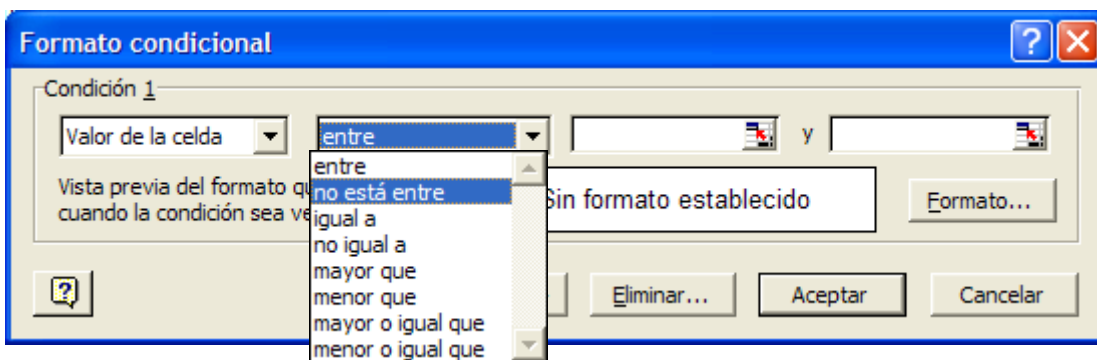 Formato condicional
Condición 1
Valor de la celda entre y
entre
Vista previa del formato
no está entre
cuando la condición sea
Sin formato establecido
Formato...
igual a
no igual a
mayor que
menor que
mayor o igual que
menor o igual que
Eliminar...
Aceptar
Cancelar